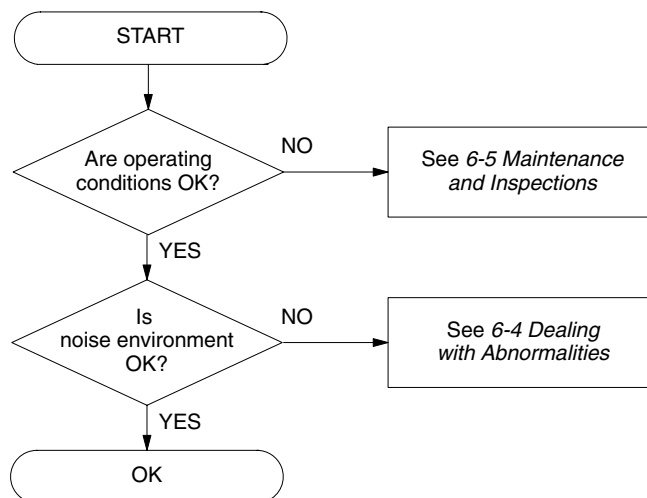 START
Are operating
conditions OK?
NO
See 6-5 Maintenance
and Inspections
YES
Is
noise environment
OK?
NO
See 6-4 Dealing
with Abnormalities
YES
OK